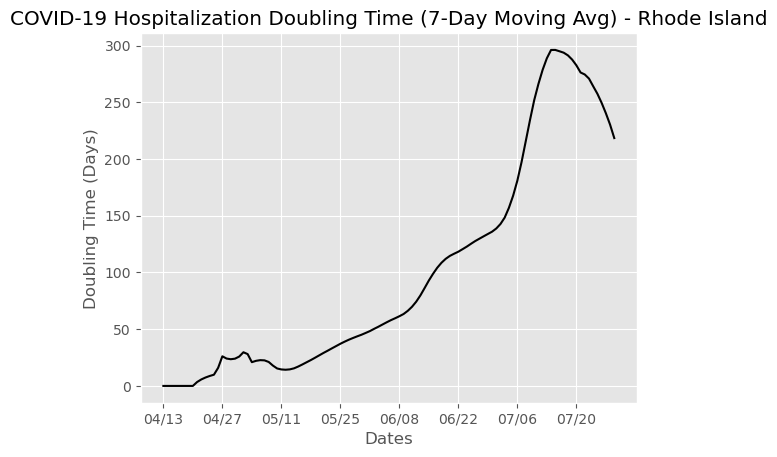 COVID-19 Hospitalization Doubling Time (7-Day Moving Avg) - Rhode Island
300
250
200
150
100
50
0
Doubling Time (Days)
04/13 04/27 05/11 05/25 06/08 06/22 07/06 07/20
Dates